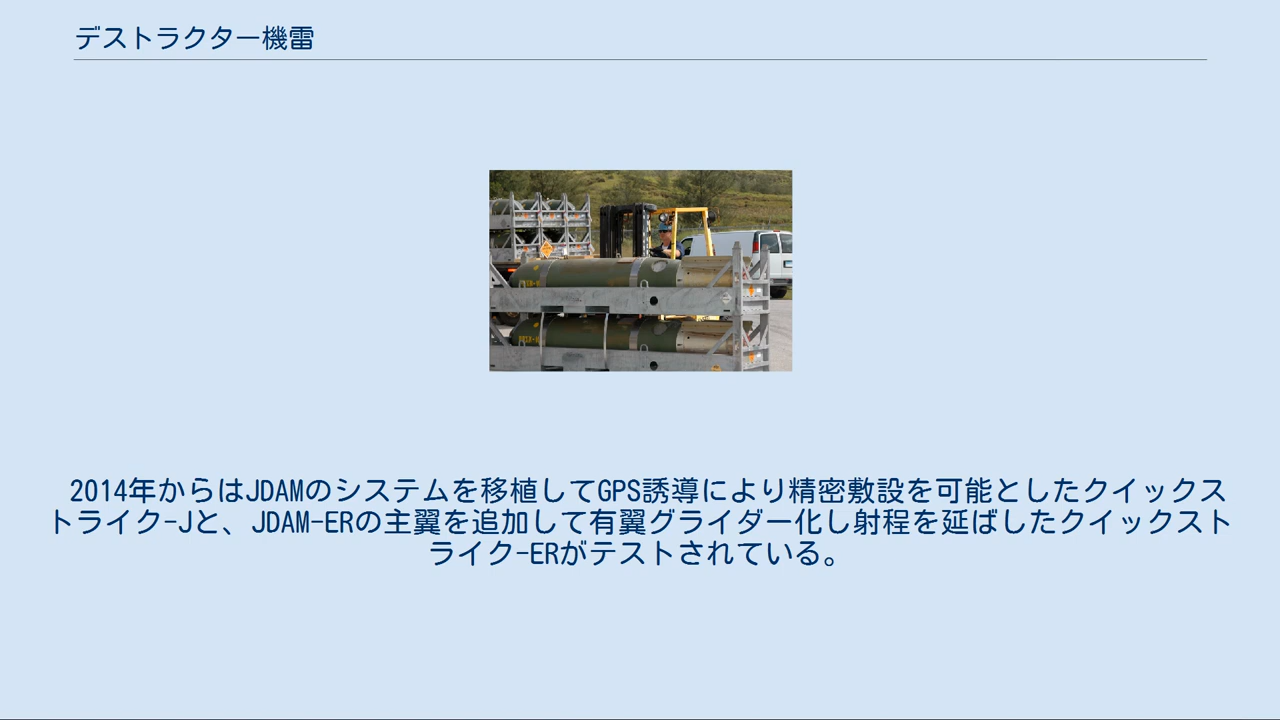 デストラクター機雷
2014年からはJDAMのシステムを移植してGPS誘導により精密敷設を可能としたクイックス
トライク-Jと、JDAM-ERの主翼を追加して有翼グライダー化し射程を延ばしたクイックスト
ライク-ERがテストされている。